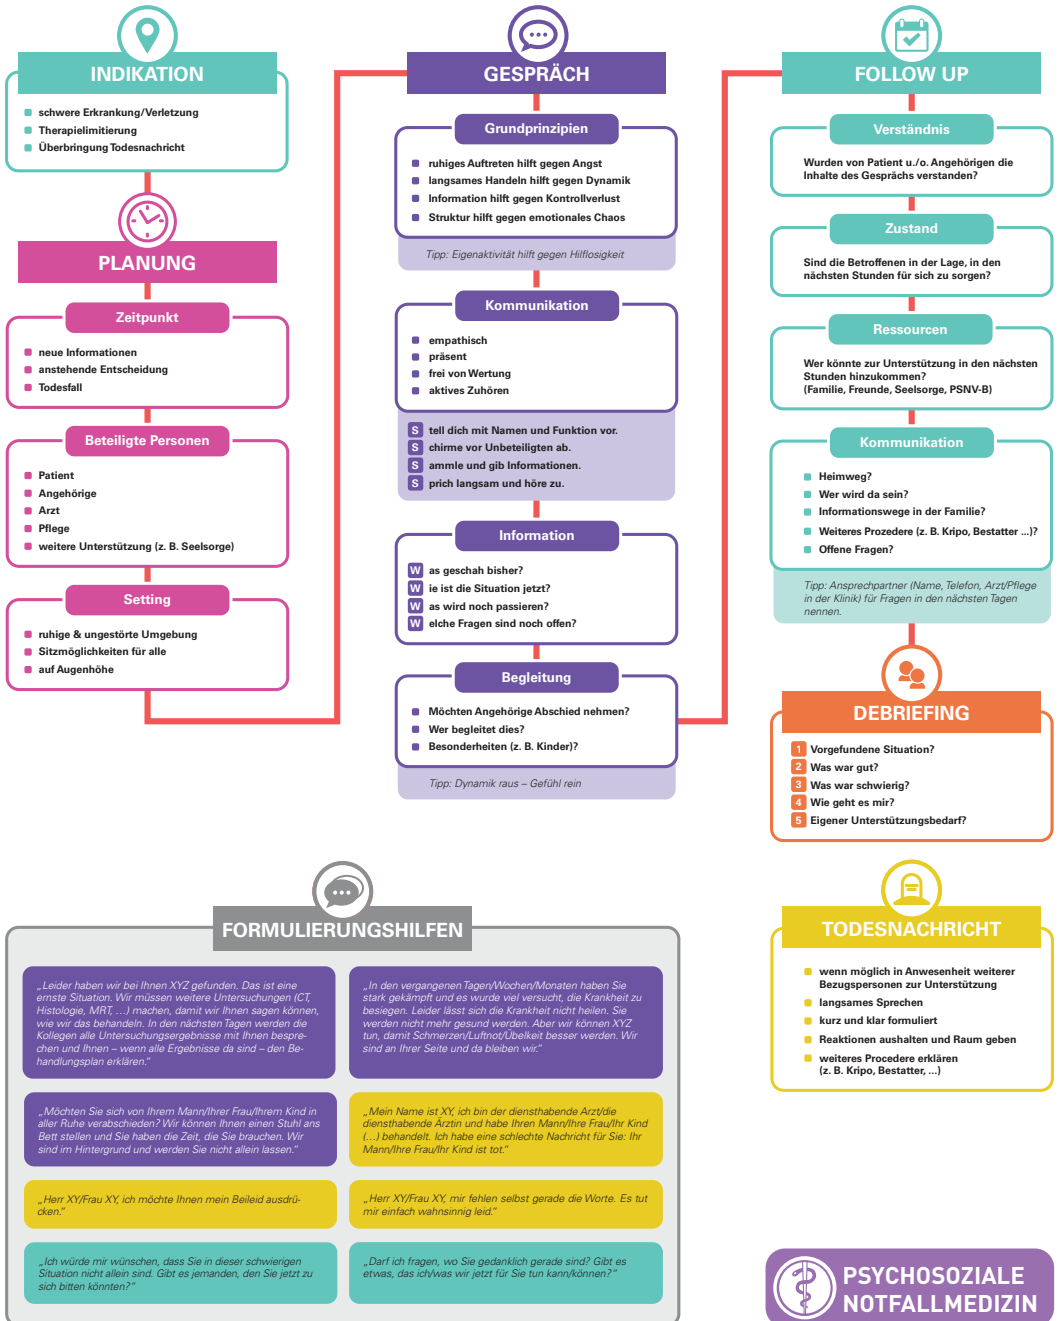 INDIKATION
schwere Erkrankung/Verletzung
Therapielimitierung
Überbringung Todesnachricht
PLANUNG
Zeitpunkt
neue Informationen
anstehende Entscheidung
Todesfall
Beteiligte Personen
Patient
Angehörige
Arzt
Pflege
weitere Unterstützung (z. B. Seelsorge)
Setting
ruhige & ungestörte Umgebung
Sitzmöglichkeiten für alle
auf Augenhöhe
GESPRÄCH
Grundprinzipien
ruhiges Auftreten hilft gegen Angst
langsames Handeln hilft gegen Dynamik
Information hilft gegen Kontrollverlust
Struktur hilft gegen emotionales Chaos
Tipp: Eigenaktivität hilft gegen Hilflosigkeit
Kommunikation
empathisch
präsent
frei von Wertung
aktives Zuhören
S tell dich mit Namen und Funktion vor.
S chirme vor Unbeteiligten ab.
S ammle und gib Informationen.
S prich langsam und höre zu.
Information
W as geschah bisher?
W ie ist die Situation jetzt?
W as wird noch passieren?
W elche Fragen sind noch offen?
Begleitung
Möchten Angehörige Abschied nehmen?
Wer begleitet dies?
Besonderheiten (z. B. Kinder)?
Tipp: Dynamik raus – Gefühl rein
FOLLOW UP
Verständnis
Wurden von Patient u./o. Angehörigen die
Inhalte des Gesprächs verstanden?
Zustand
Sind die Betroffenen in der Lage, in den
nächsten Stunden für sich zu sorgen?
Ressourcen
Wer könnte zur Unterstützung in den nächsten
Stunden hinzukommen?
(Familie, Freunde, Seelsorge, PSNV-B)
Kommunikation
Heimweg?
Wer wird da sein?
Informationswege in der Familie?
Weiteres Prozedere (z. B. Kripo, Bestatter ...)?
Offene Fragen?
Tipp: Ansprechpartner (Name, Telefon, Arzt/Pflege
in der Klinik) für Fragen in den nächsten Tagen
nennen.
DEBRIEFING
1 Vorgefundene Situation?
2 Was war gut?
3 Was war schwierig?
4 Wie geht es mir?
5 Eigener Unterstützungsbedarf?
FORMULIERUNGSHILFEN
„Leider haben wir bei Ihnen XYZ gefunden. Das ist eine
ernste Situation. Wir müssen weitere Untersuchungen (CT,
Histologie, MRT, …) machen, damit wir Ihnen sagen können,
wie wir das behandeln. In den nächsten Tagen werden die
Kollegen alle Untersuchungsergebnisse mit Ihnen bespre-
chen und Ihnen – wenn alle Ergebnisse da sind – den Be-
handlungsplan erklären.“
„In den vergangenen Tagen/Wochen/Monaten haben Sie
stark gekämpft und es wurde viel versucht, die Krankheit zu
besiegen. Leider lässt sich die Krankheit nicht heilen. Sie
werden nicht mehr gesund werden. Aber wir können XYZ
tun, damit Schmerzen/Luftnot/Übelkeit besser werden. Wir
sind an Ihrer Seite und da bleiben wir.“
„Möchten Sie sich von Ihrem Mann/Ihrer Frau/Ihrem Kind in
aller Ruhe verabschieden? Wir können Ihnen einen Stuhl ans
Bett stellen und Sie haben die Zeit, die Sie brauchen. Wir
sind im Hintergrund und werden Sie nicht allein lassen.“
„Mein Name ist XY, ich bin der diensthabende Arzt/die
diensthabende Ärztin und habe Ihren Mann/Ihre Frau/Ihr Kind
(…) behandelt. Ich habe eine schlechte Nachricht für Sie: Ihr
Mann/Ihre Frau/Ihr Kind ist tot.“
„Herr XY/Frau XY, ich möchte Ihnen mein Beileid ausdrü-
cken.“
„Herr XY/Frau XY, mir fehlen selbst gerade die Worte. Es tut
mir einfach wahnsinnig leid.“
„Ich würde mir wünschen, dass Sie in dieser schwierigen
Situation nicht allein sind. Gibt es jemanden, den Sie jetzt zu
sich bitten könnten?“
„Darf ich fragen, wo Sie gedanklich gerade sind? Gibt es
etwas, das ich/was wir jetzt für Sie tun kann/können?“
TODESNACHRICHT
wenn möglich in Anwesenheit weiterer
Bezugspersonen zur Unterstützung
langsames Sprechen
kurz und klar formuliert
Reaktionen aushalten und Raum geben
weiteres Procedere erklären
(z. B. Kripo, Bestatter, ...)
PSYCHOSOZIALE
NOTFALLMEDIZIN